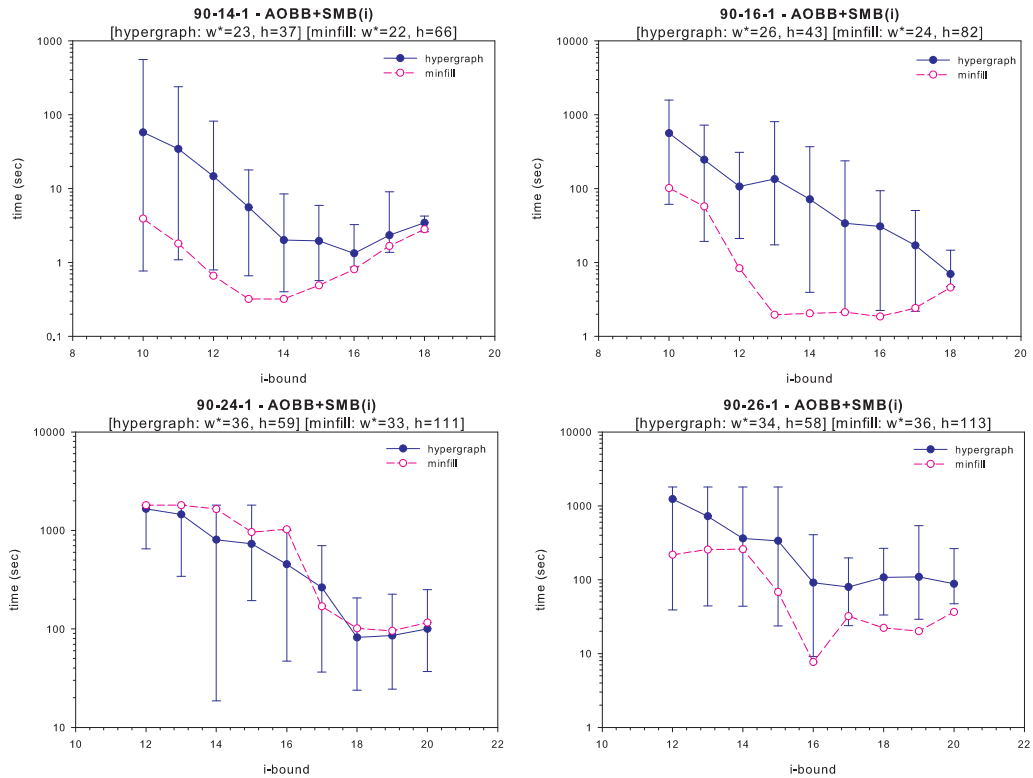 90-14-1 - AOBB+SMB(i)
[hypergraph: w*=23, h=37] [minfill: w*=22, h=66]
1000
100
10
1
0.1
time (sec)
hypergraph
minfill
8 10 12 14 16 18 20
i-bound
90-16-1 - AOBB+SMB(i)
[hypergraph: w*=26, h=43] [minfill: w*=24, h=82]
10000
1000
100
10
1
time (sec)
hypergraph
minfill
8 10 12 14 16 18 20
i-bound
90-24-1 - AOBB+SMB(i)
[hypergraph: w*=36, h=59] [minfill: w*=33, h=111]
10000
1000
100
10
time (sec)
hypergraph
minfill
10 12 14 16 18 20 22
i-bound
90-26-1 - AOBB+SMB(i)
[hypergraph: w*=34, h=58] [minfill: w*=36, h=113]
10000
1000
100
10
1
time (sec)
hypergraph
minfill
10 12 14 16 18 20 22
i-bound